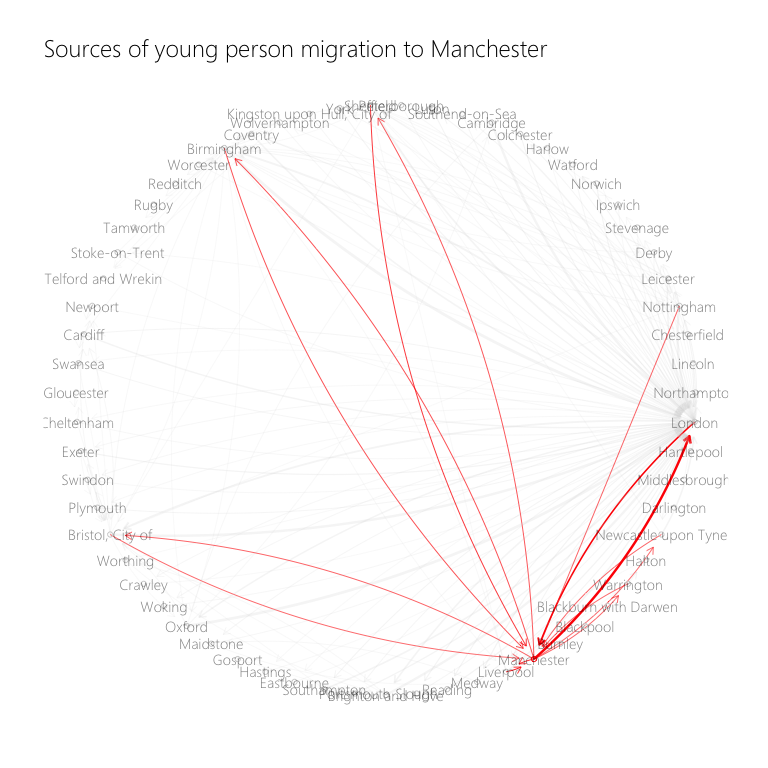 Sources of young person migration to Manchester
Sheffield
Peterborough
York
Luton
Kingston upon Hull, City of
Southend-on-Sea
Wolverhampton
Cambridge
Coventry
Colchester
Birmingham
Harlow
Worcester
Watford
Redditch
Norwich
Rugby
Ipswich
Tamworth
Stevenage
Stoke-on-Trent
Derby
Telford and Wrekin
Leicester
Newport
Nottingham
Cardiff
Chesterfield
Swansea
Lincoln
Gloucester
Northampto
Cheltenham
London
Exeter
Hartlepool
Swindon
Middlesbrough
Plymouth
Darlington
Bristol, City of
Newcastle upon Tyne
Worthing
Halton
Crawley
Warrington
Woking
Blackburn with Darwen
Oxford
Blackpool
Maidstone
Burnley
Gosport
Manchester
Hastings
Liverpool
Eastbourne
Medway
Southampton
Reading
Portsmouth
Slough
Brighton and Hove